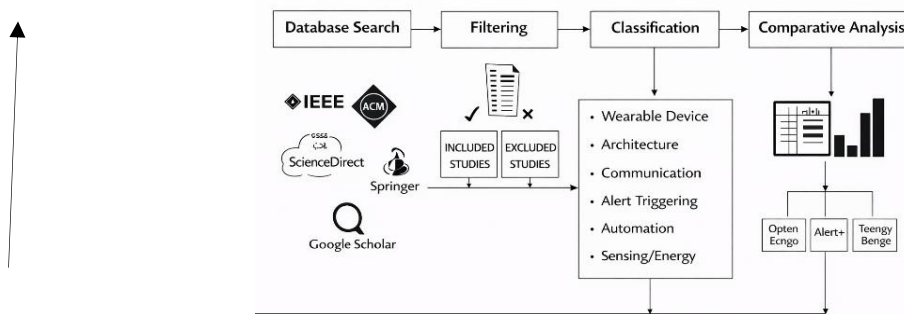 Database Search
Filtering
Classification
Comparative Analysis
IEEE
ACM
ScienceDirect
Springer
Google Scholar
INCLUDED
STUDIES
EXCLUDED
STUDIES
• Wearable Device
• Architecture
• Communication
• Alert Triggering
• Automation
• Sensing/Energy
Opten
Ecngo
Alert+
Teengy
Benge